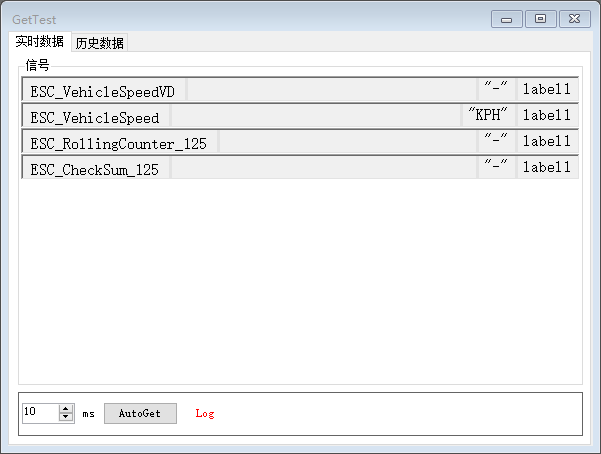 GetTest
实时数据 历史数据
信号
ESC_VehicleSpeedVD "-" label1
ESC_VehicleSpeed "KPH" label1
ESC_RollingCounter_125 "-" label1
ESC_CheckSum_125 "-" label1
10 ms AutoGet Log